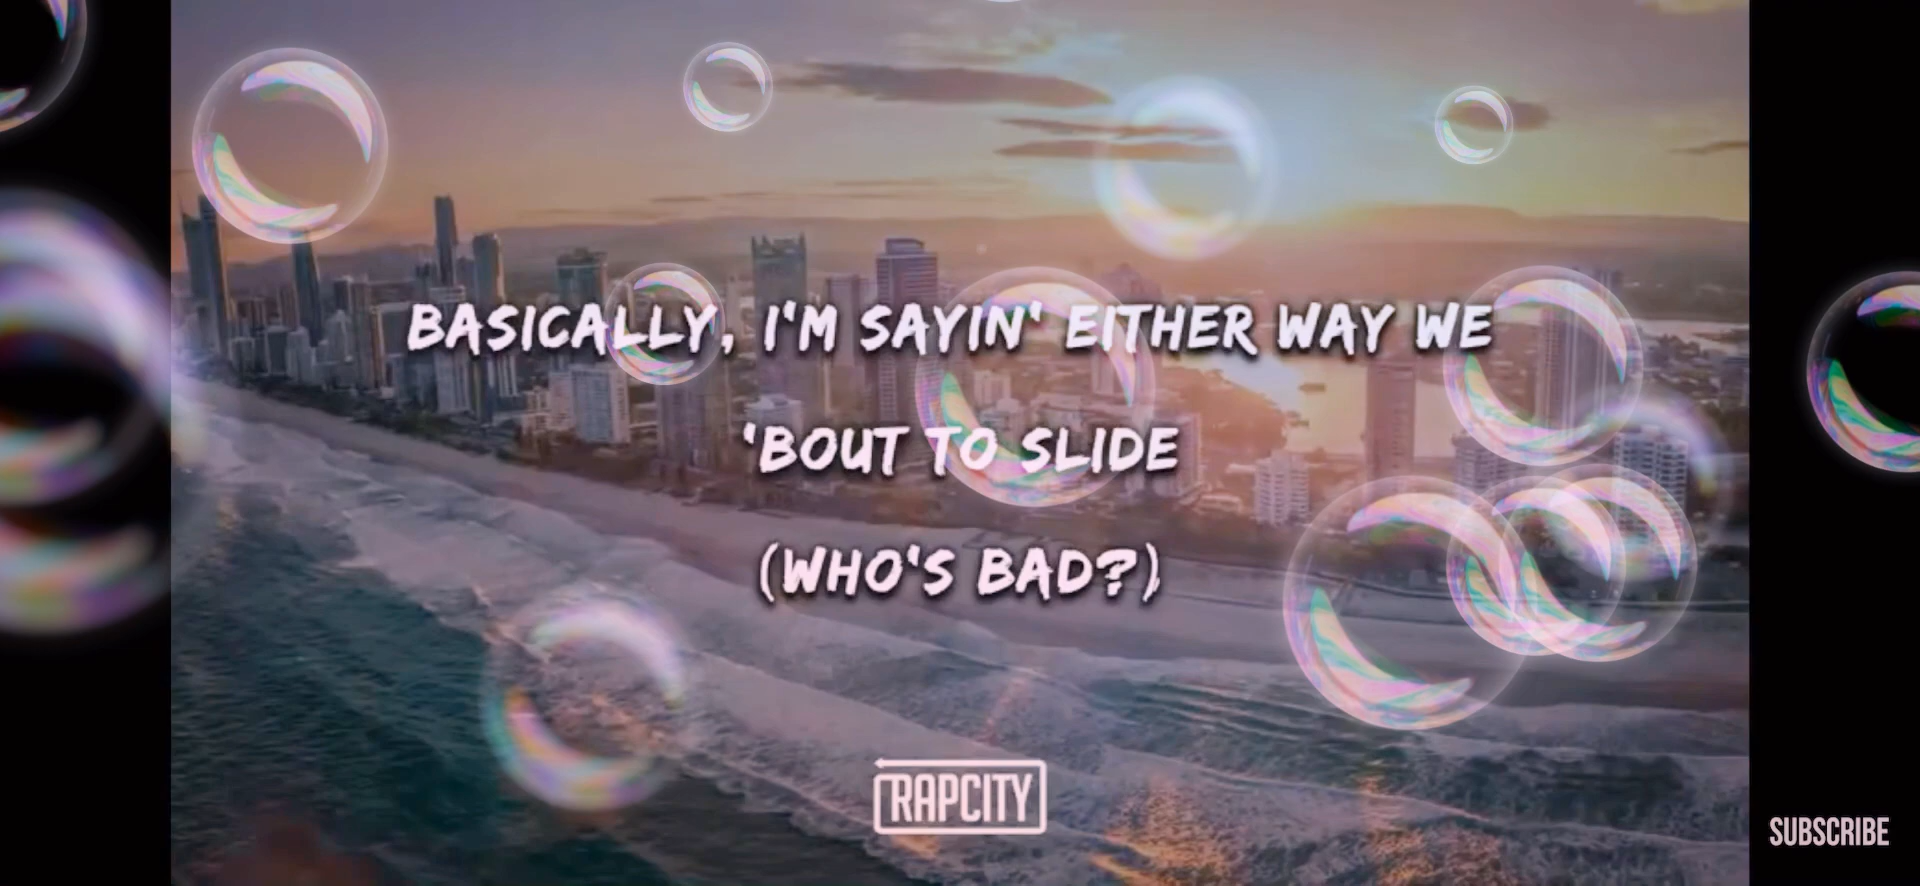 BASICALLY, I'M SAYIN' EITHER WAY WE
'BOUT TO SLIDE
(WHO'S BAD?)
RAPCITY
SUBSCRIBE